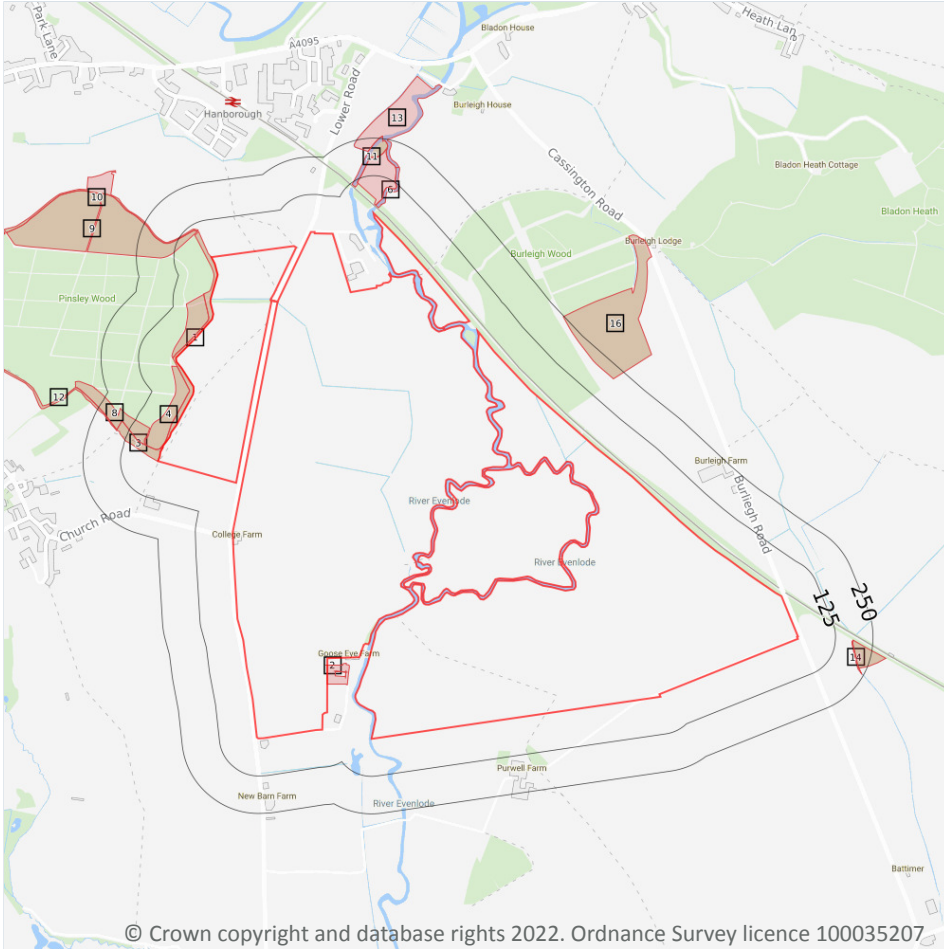 Park Lane
A4095
Bladon House
Heath Lane
Hanborough
Lower Road
Burleigh House
13
11
6
Cassington Road
Bladon Heath Cottage
10
9
Bladon Heath
Burleigh Lodge
Burleigh Wood
Pinsley Wood
16
1
12
8
4
3
Burleigh Farm
Burliegh Road
River Evenlode
Church Road
College Farm
River Evenlode
125
250
Goose Eye Farm
2
14
Purwell Farm
New Barn Farm
River Evenlode
Battimer
© Crown copyright and database rights 2022. Ordnance Survey licence 100035207